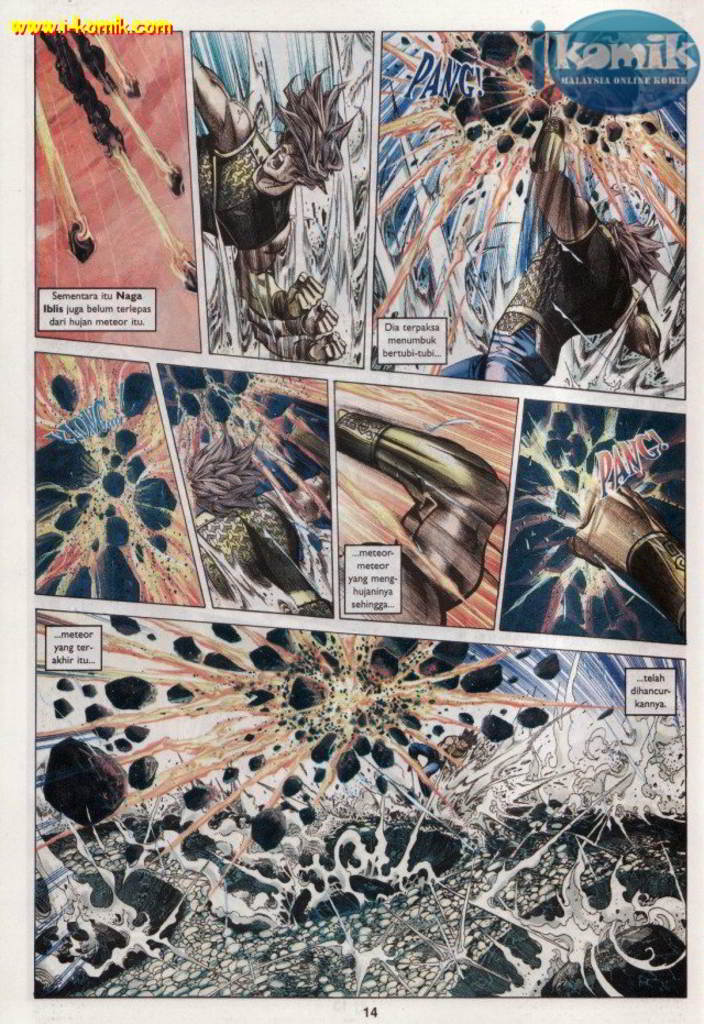 www.i-komik.com
ikomik
MALAYSIA ONLINE KOMIK
PANG!
Sementara itu Naga
Iblis juga belum terlepas
dari hujan meteor itu.
Dia terpaksa
menumbuk
bertubi-tubi...
PANG!
PANG!
...meteor-
meteor
yang meng-
hujaninya
sehingga...
...meteor
yang ter-
akhir itu...
...telah
dihancur-
kannya.
14